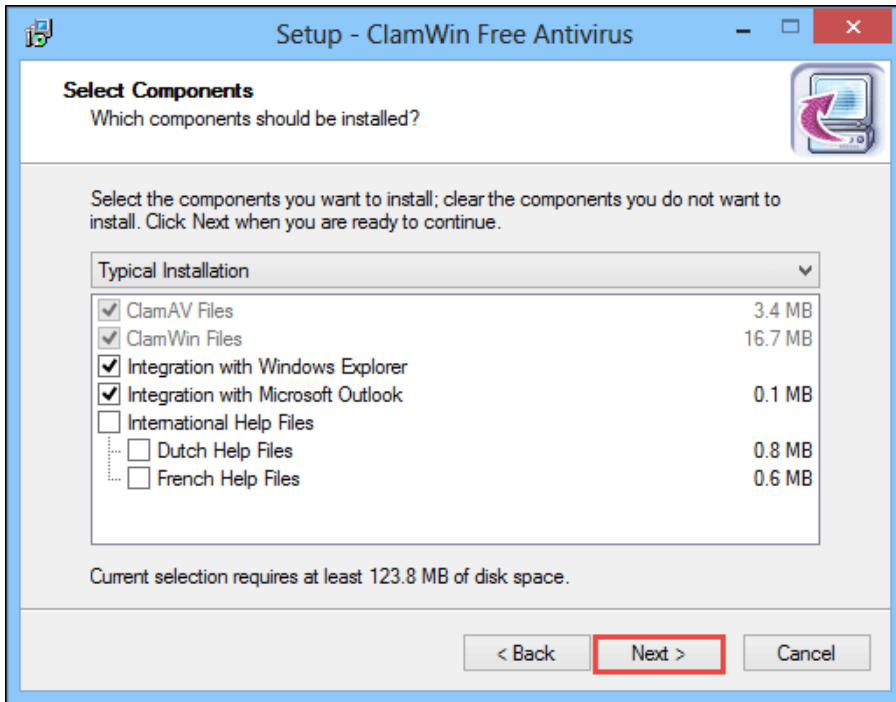 Setup - ClamWin Free Antivirus
Select Components
Which components should be installed?
Select the components you want to install; clear the components you do not want to
install. Click Next when you are ready to continue.
Typical Installation
ClamAV Files 3.4 MB
ClamWin Files 16.7 MB
Integration with Windows Explorer
Integration with Microsoft Outlook 0.1 MB
International Help Files
Dutch Help Files 0.8 MB
French Help Files 0.6 MB
Current selection requires at least 123.8 MB of disk space.
< Back Next > Cancel